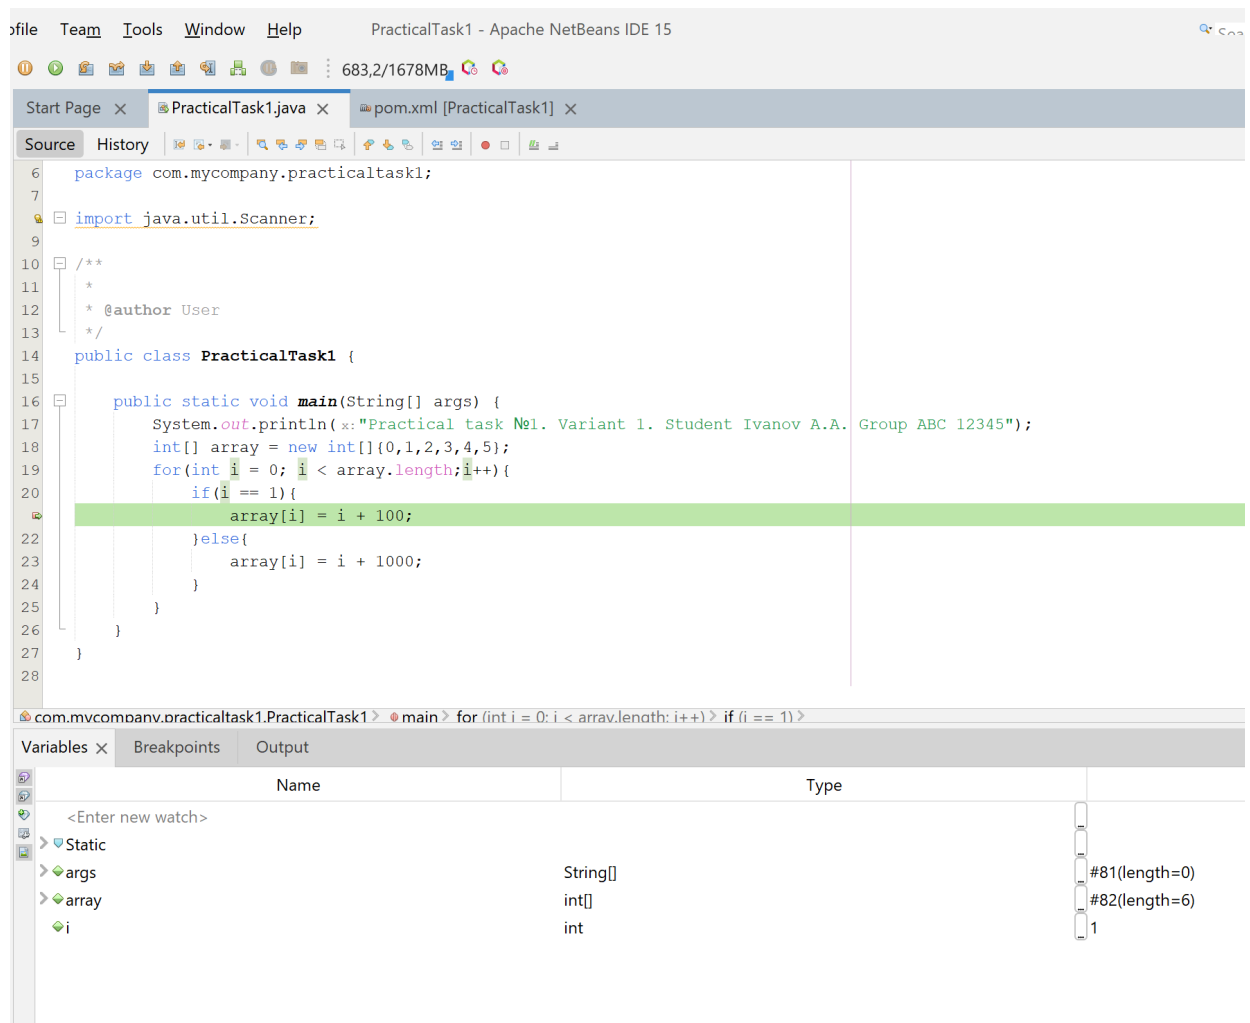 ofile Team Tools Window Help PracticalTask1 - Apache NetBeans IDE 15
683,2/1678MB
Start Page PracticalTask1.java pom.xml [PracticalTask1]
Source History
6 package com.mycompany.practicaltask1;
7
import java.util.Scanner;
9
10 /**
11 *
12 * @author User
13 */
14 public class PracticalTask1 {
15
16 public static void main(String[] args) {
17 System.out.println( x: "Practical task №1. Variant 1. Student Ivanov A.A. Group ABC 12345");
18 int[] array = new int[]{0,1,2,3,4,5};
19 for(int i = 0; i < array.length;i++){
20 if(i == 1){
array[i] = i + 100;
22 }else{
23 array[i] = i + 1000;
24 }
25 }
26 }
27 }
28
com.mycompany.practicaltask1.PracticalTask1 > main > for (int i = 0; i < array.length; i++) > if (i == 1) >
Variables Breakpoints Output
Name Type
<Enter new watch> ...
Static ...
args String[] ... #81(length=0)
array int[] ... #82(length=6)
i int ... 1